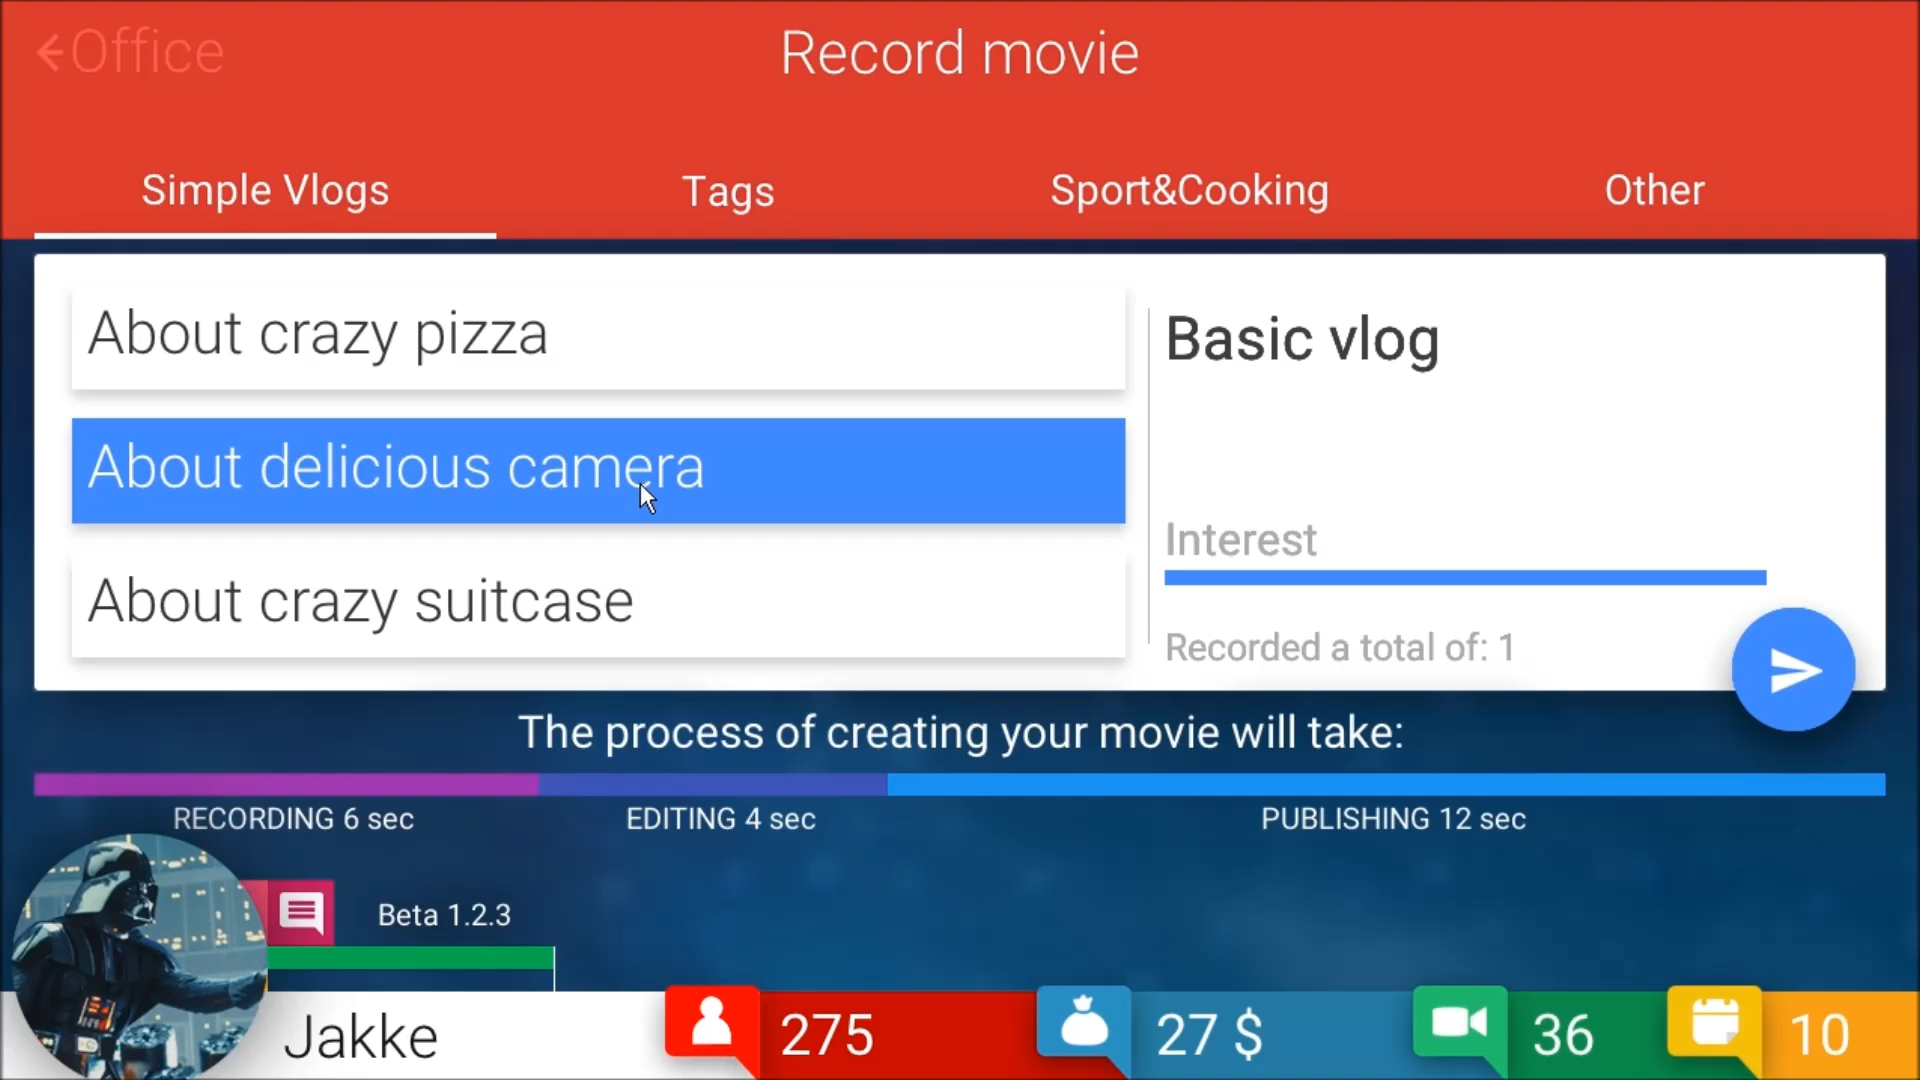 Office
Record movie
Simple Vlogs
Tags
Sport&Cooking
Other
About crazy pizza
About delicious camera
About crazy suitcase
Basic vlog
Interest
Recorded a total of: 1
The process of creating your movie will take:
RECORDING 6 sec
EDITING 4 sec
PUBLISHING 12 sec
Beta 1.2.3
Jakke
275
27 $
36
10